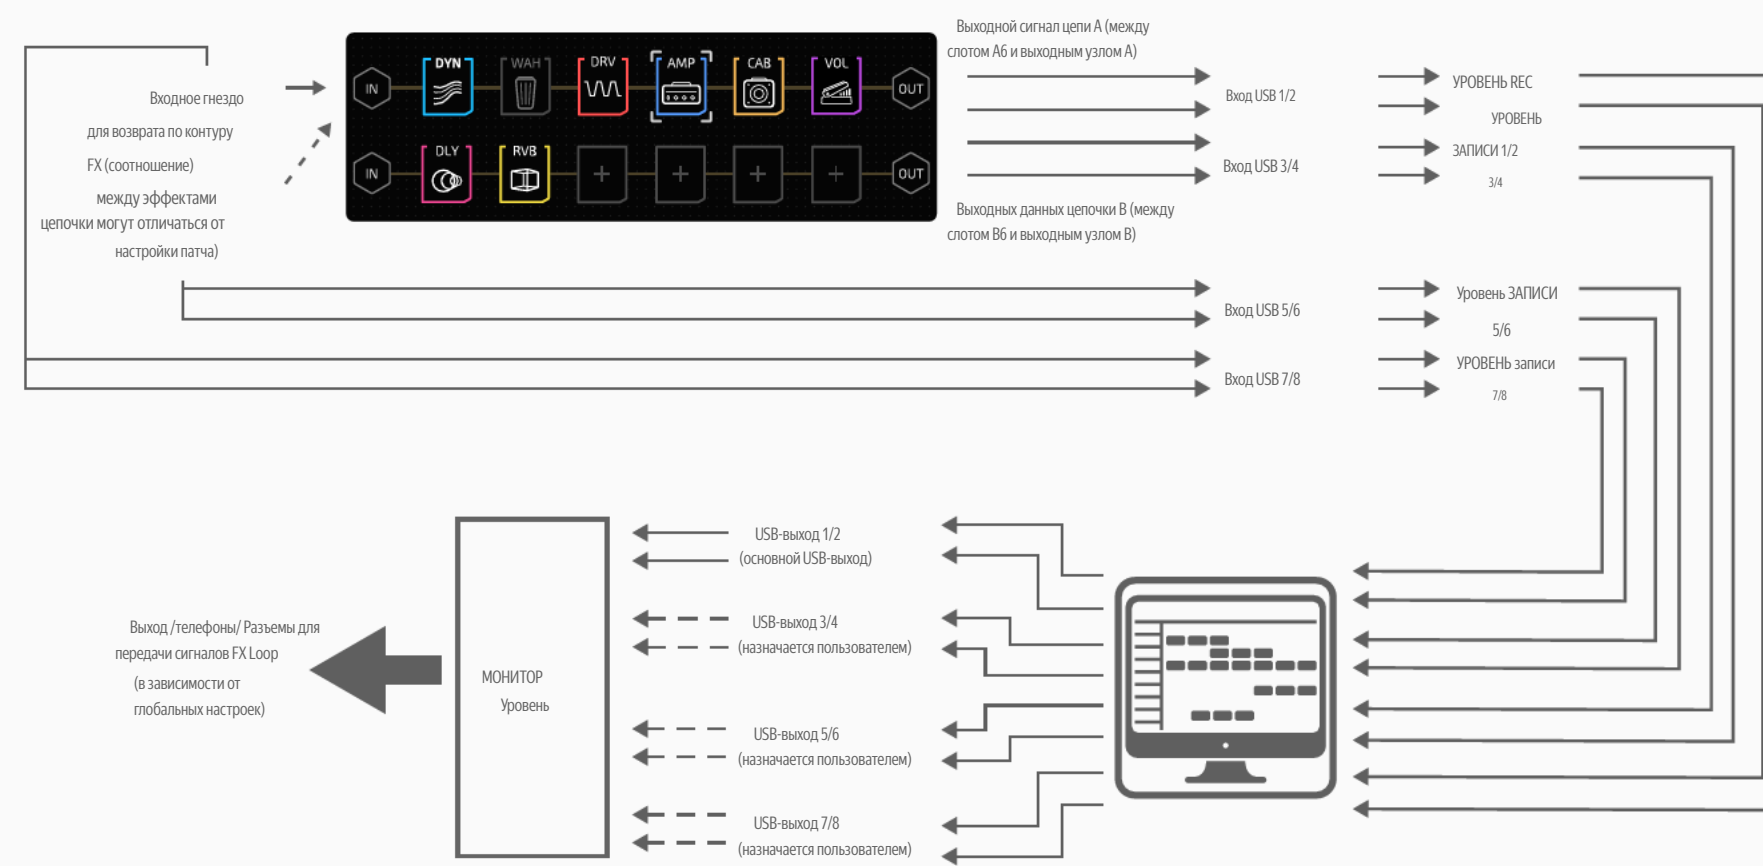 Выходной сигнал цепи А (между
слотом А6 и выходным узлом А)
Входное гнездо
для возврата по контуру
FX (соотношение)
между эффектами
цепочки могут отличаться от
настройки патча)
IN
DYN
WAH
DRV
AMP
CAB
VOL
OUT
IN
DLY
RVB
+
+
+
+
OUT
Вход USB 1/2
Вход USB 3/4
УРОВЕНЬ REC
УРОВЕНЬ
ЗАПИСИ 1/2
3/4
Выходных данных цепочки B (между
слотом B6 и выходным узлом B)
Вход USB 5/6
Уровень ЗАПИСИ
5/6
Вход USB 7/8
УРОВЕНЬ записи
7/8
USB-выход 1/2
(основной USB-выход)
USB-выход 3/4
(назначается пользователем)
USB-выход 5/6
(назначается пользователем)
USB-выход 7/8
(назначается пользователем)
МОНИТОР
Уровень
Выход /телефоны/ Разъемы для
передачи сигналов FX Loop
(в зависимости от
глобальных настроек)